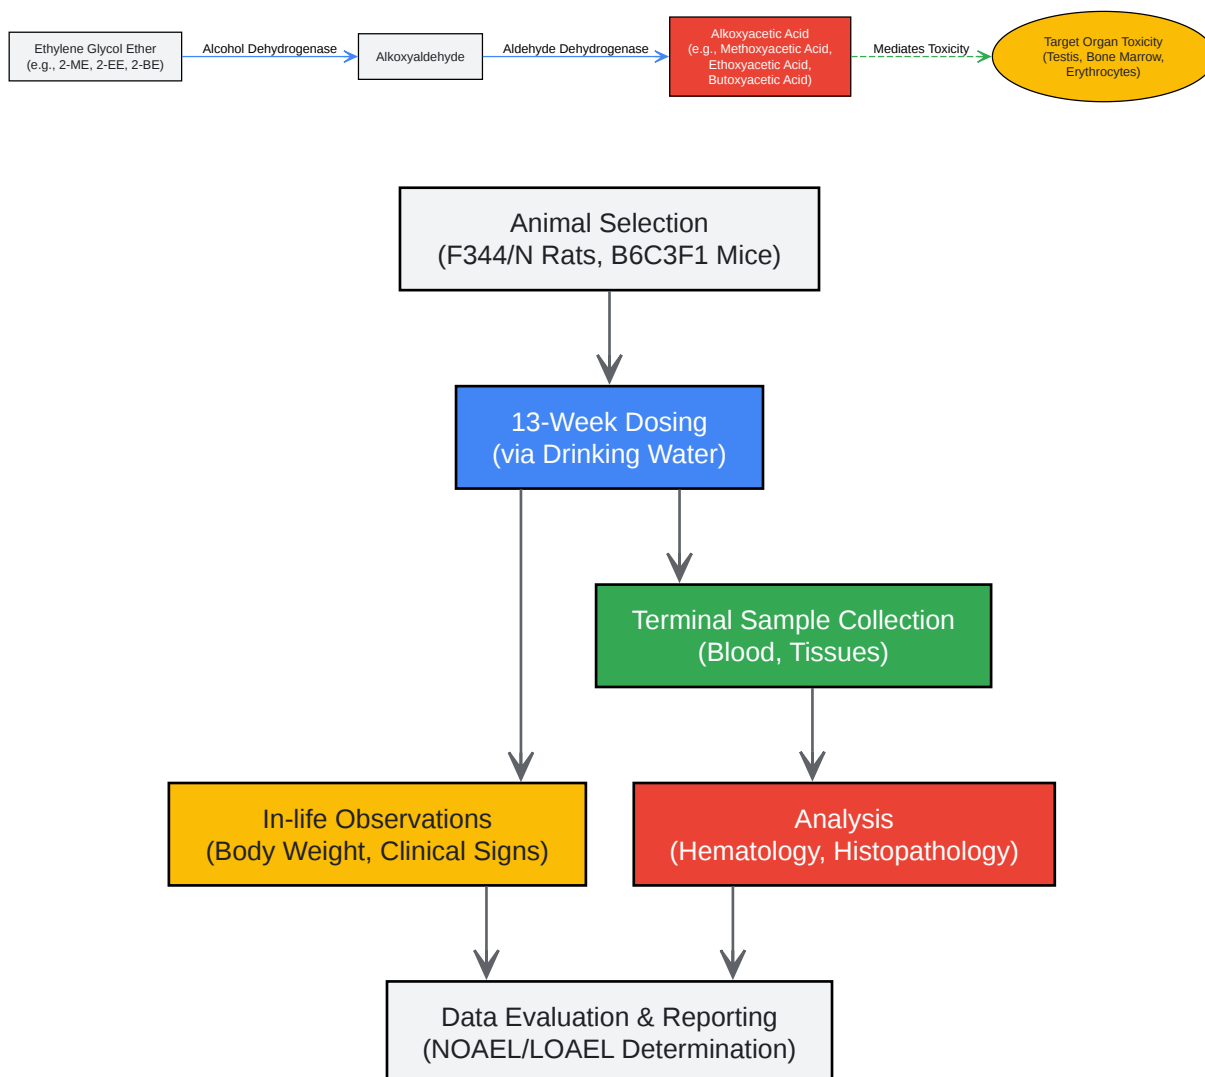 Ethylene Glycol Ether
(e.g., 2-ME, 2-EE, 2-BE)
Alcohol Dehydrogenase
Alkoxyaldehyde
Aldehyde Dehydrogenase
Alkoxyacetic Acid
(e.g., Methoxyacetic Acid,
Ethoxyacetic Acid,
Butoxyacetic Acid)
Mediates Toxicity
Target Organ Toxicity
(Testis, Bone Marrow,
Erythrocytes)
Animal Selection
(F344/N Rats, B6C3F1 Mice)
13-Week Dosing
(via Drinking Water)
Terminal Sample Collection
(Blood, Tissues)
In-life Observations
(Body Weight, Clinical Signs)
Analysis
(Hematology, Histopathology)
Data Evaluation & Reporting
(NOAEL/LOAEL Determination)